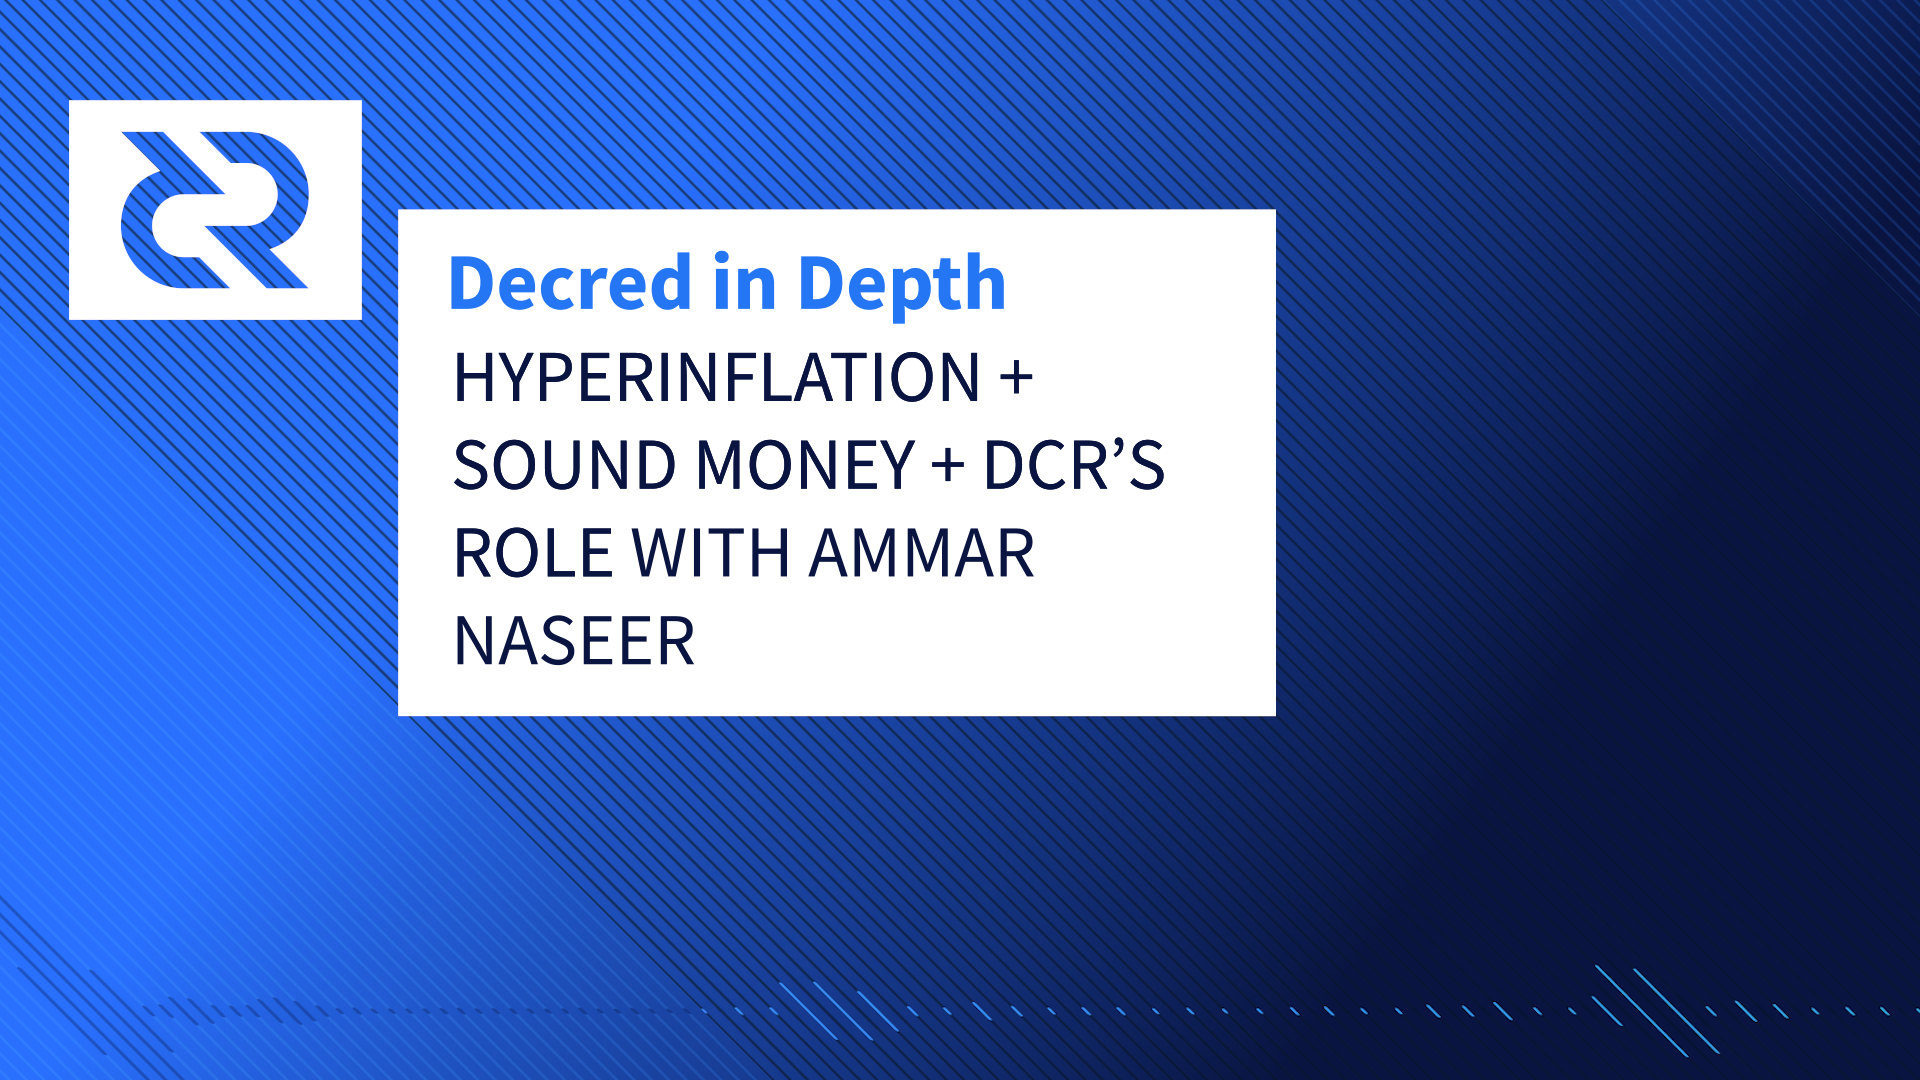 Decred in Depth
HYPERINFLATION +
SOUND MONEY + DCR’S
ROLE WITH AMMAR
NASEER